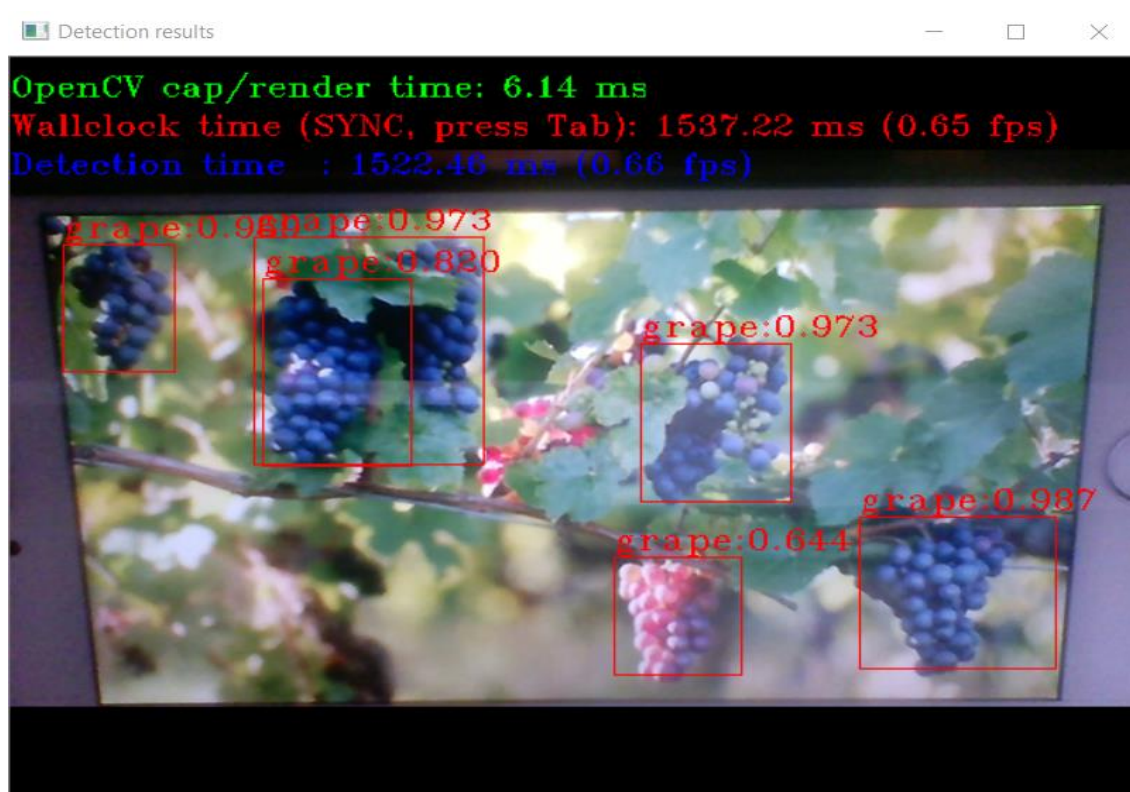 Detection results
OpenCV cap/render time: 6.14 ms
Wallclock time (SYNC, press Tab): 1537.22 ms (0.65 fps)
Detection time  : 1522.46 ms (0.66 fps)
grape:0.973
grape:0.820
grape:0.973
grape:0.987
grape:0.644